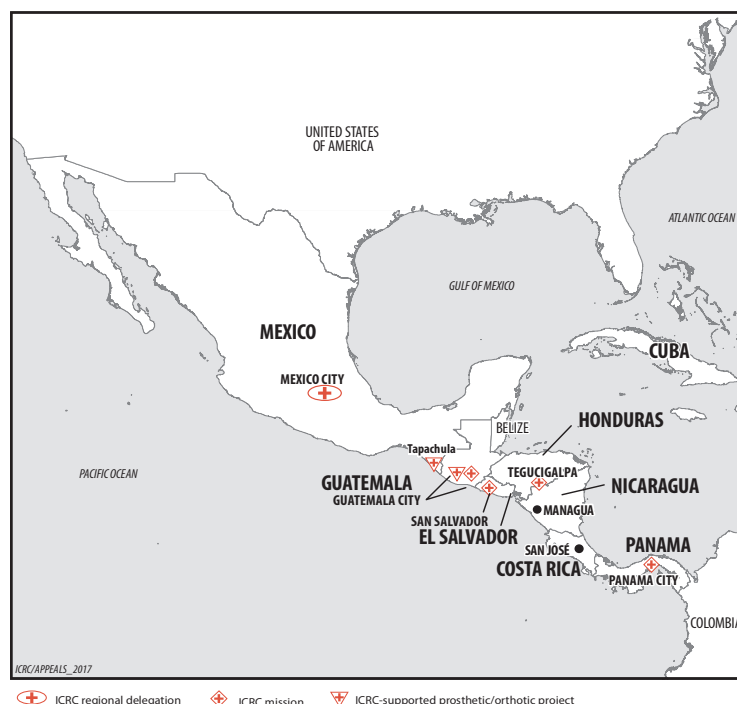 UNITED STATES
OF AMERICA
ATLANTIC OCEAN
GULF OF MEXICO
MEXICO
CUBA
MEXICO CITY
BELIZE
HONDURAS
Tapachula
TEGUCIGALPA
PACIFIC OCEAN
GUATEMALA
NICARAGUA
GUATEMALA CITY
MANAGUA
SAN SALVADOR
EL SALVADOR
PANAMA
SAN JOSÉ
COSTA RICA
PANAMA CITY
COLOMBIA
ICRC/APPEALS_2017
ICRC regional delegation ICRC mission ICRC-supported prosthetic/orthotic project